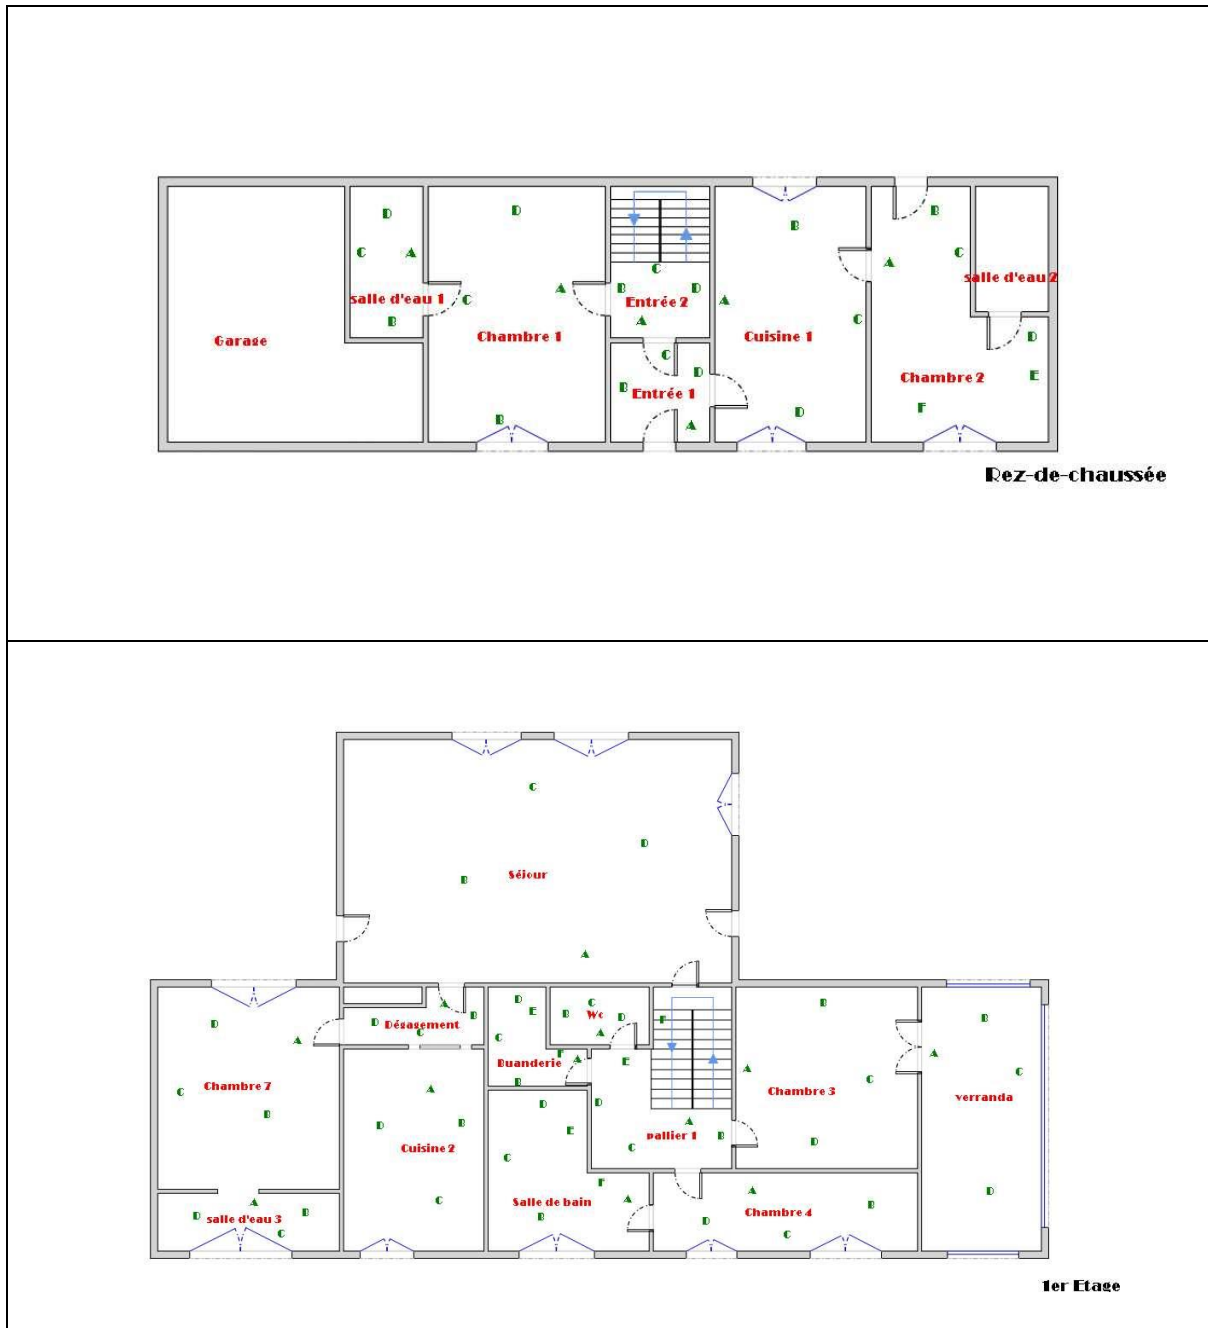 D
B
B
D
C
A
C
A
C
salle d'eau 2
salle d'eau 1
C
A
B
Entrée 2
D
A
B
A
C
Garage
Chambre 1
Cuisine 1
D
C
D
Chambre 2
E
B
Entrée 1
A
B
D
F
Rez-de-chaussée
C
D
B
Séjour
A
D
A
D
Dégagement
C
D
D
E
C
C
B
Wc
D
A
F
B
A
Chambre 7
C
B
A
D
B
Cuisine 2
C
Buanderie
F
A
B
E
D
A
pallier 1
B
C
A
B
Chambre 3
C
D
A
B
C
verranda
D
D
E
C
F
Salle de bain
A
B
A
B
Chambre 4
D
C
A
D
B
salle d'eau 3
C
1er Etage